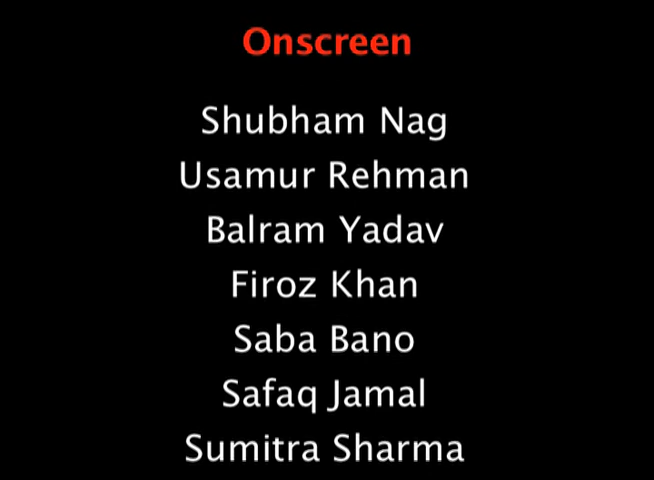 Onscreen
Shubham Nag
Usamur Rehman
Balram Yadav
Firoz Khan
Saba Bano
Safaq Jamal
Sumitra Sharma